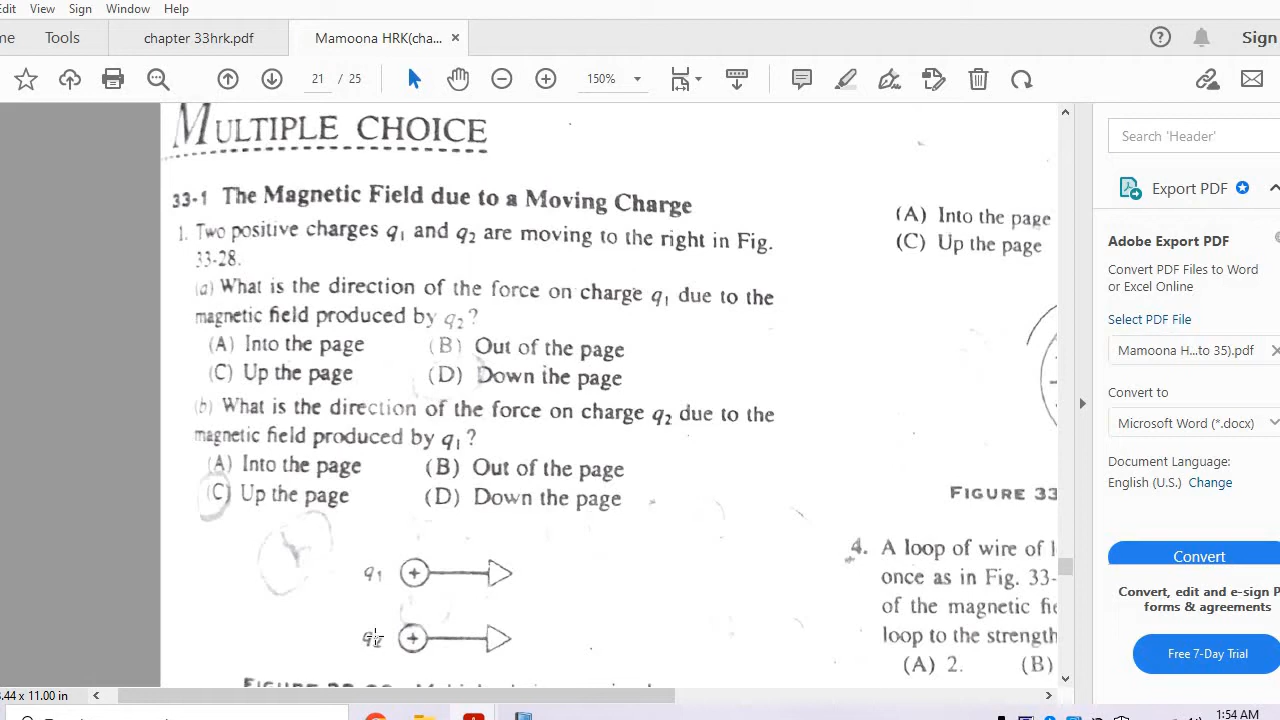 Edit View Sign Window Help
me Tools chapter 33hrk.pdf Mamoona HRK(cha... × Sign
21 / 25 150%
MULTIPLE CHOICE
33-1 The Magnetic Field due to a Moving Charge
1. Two positive charges q₁ and q₂ are moving to the right in Fig.
33-28.
(a) What is the direction of the force on charge q₁ due to the
magnetic field produced by q₂?
(A) Into the page (B) Out of the page
(C) Up the page (D) Down the page
(b) What is the direction of the force on charge q₂ due to the
magnetic field produced by q₁?
(A) Into the page (B) Out of the page
(C) Up the page (D) Down the page
q₁ +
q₂ +
(A) Into the page
(C) Up the page
FIGURE 33
4. A loop of wire of l
once as in Fig. 33-
of the magnetic fie
loop to the strength
(A) 2. (B)
Search 'Header'
Export PDF
Adobe Export PDF
Convert PDF Files to Word
or Excel Online
Select PDF File
Mamoona H...to 35).pdf ×
Convert to
Microsoft Word (*.docx)
Document Language:
English (U.S.) Change
Convert
Convert, edit and e-sign P
forms & agreements
Free 7-Day Trial
8.44 x 11.00 in
1:54 AM